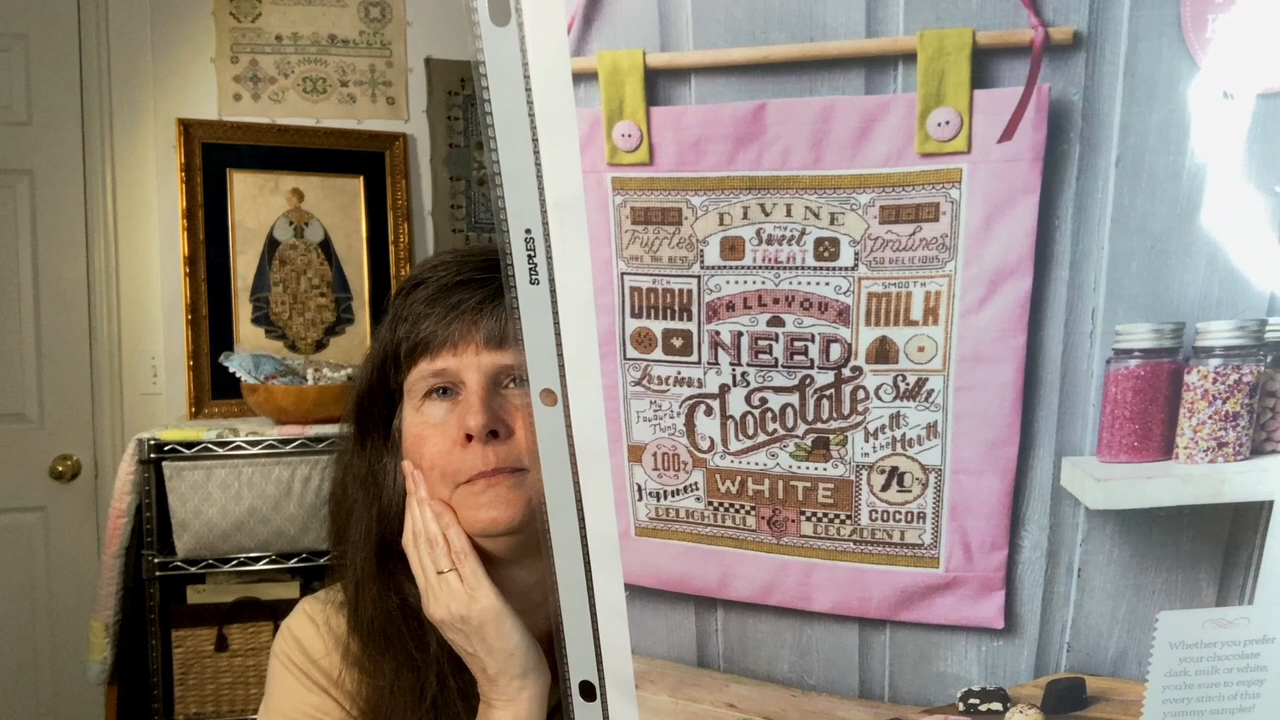 STAPLES®
DIVINE
MY
Sweet
TREAT
Truffles
ARE THE BEST
Pralines
SO DELICIOUS
RICH
DARK
ALL YOU
NEED
is
Chocolate
SMOOTH
MILK
Luscious
My
Favourite
Thing
Silky
Melts
in the Mouth
100%
Happiness
WHITE
70%
COCOA
DELIGHTFUL & DECADENT
Whether you prefer
your chocolate
dark, milk or white,
you're sure to enjoy
every stitch of this
yummy sampler!